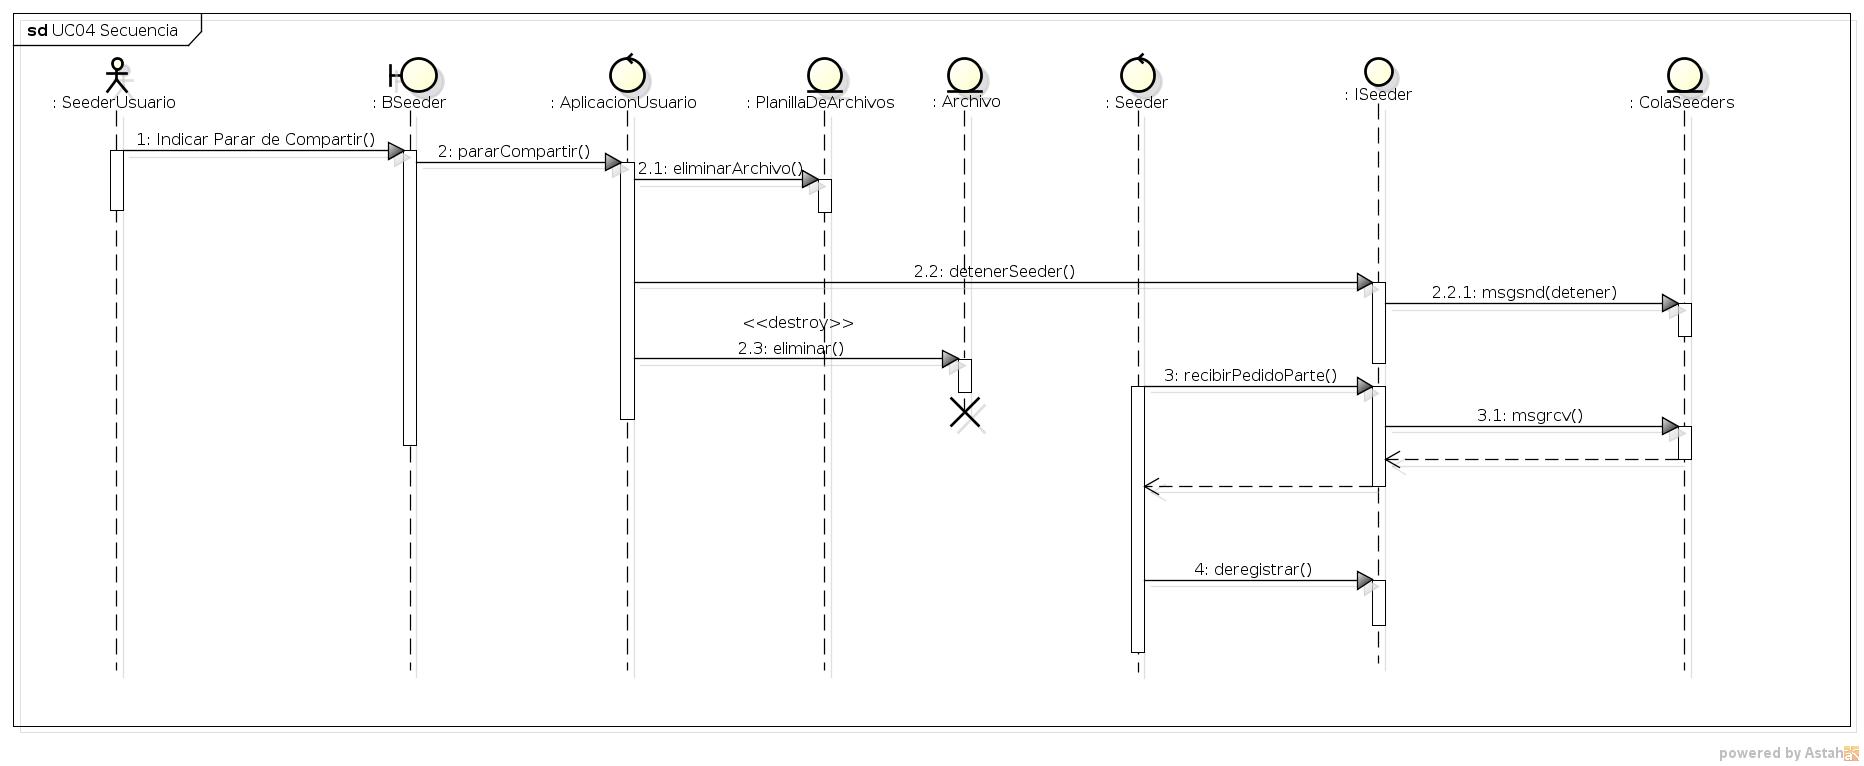 sd UC04 Secuencia
: SeederUsuario
: BSeeder
: AplicacionUsuario
: PlanillaDeArchivos
: Archivo
: Seeder
: ISeeder
: ColaSeeders
1: Indicar Parar de Compartir()
2: pararCompartir()
2.1: eliminarArchivo()
2.2: detenerSeeder()
2.2.1: msgsnd(detener)
<<destroy>>
2.3: eliminar()
3: recibirPedidoParte()
3.1: msgrcv()
4: deregistrar()
powered by Astah